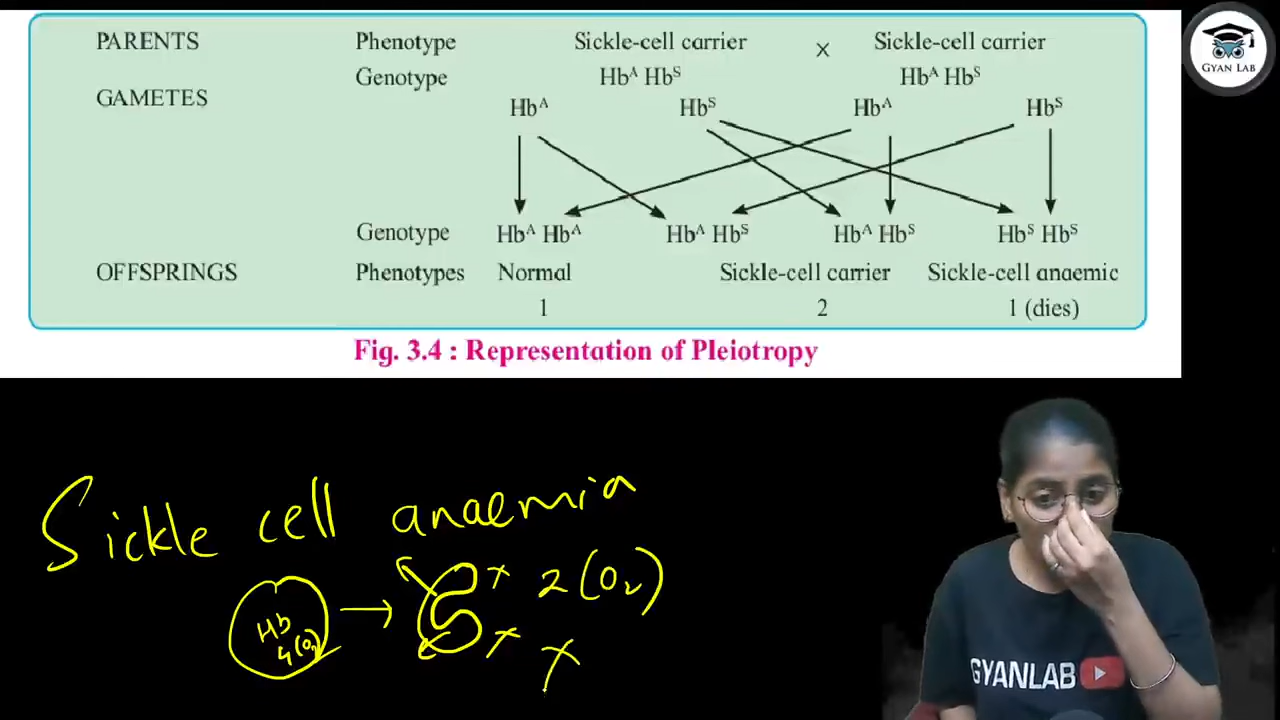 PARENTS Phenotype Sickle-cell carrier × Sickle-cell carrier
Genotype Hbᴬ Hbˢ Hbᴬ Hbˢ
GAMETES
Hbᴬ Hbˢ Hbᴬ Hbˢ
Genotype Hbᴬ Hbᴬ Hbᴬ Hbˢ Hbᴬ Hbˢ Hbˢ Hbˢ
OFFSPRINGS Phenotypes Normal Sickle-cell carrier Sickle-cell anaemic
1 2 1 (dies)
Fig. 3.4 : Representation of Pleiotropy
GYAN LAB
Sickle cell anaemia
Hb
4(O₂)
2(O₂)
GYANLAB